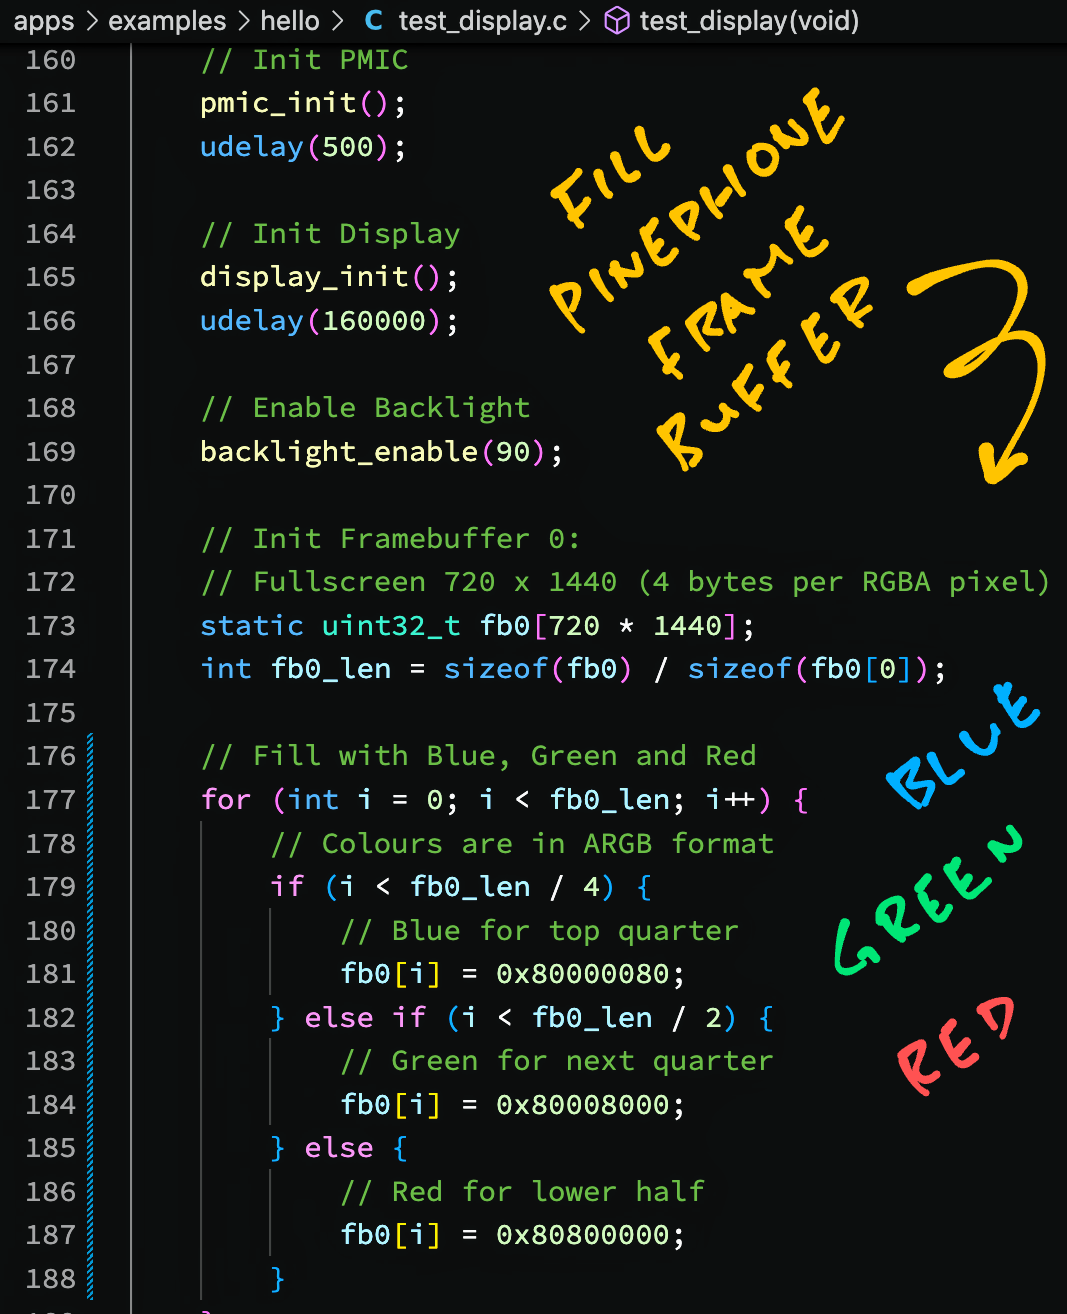 apps > examples > hello > C test_display.c > test_display(void)
160 // Init PMIC
161 pmic_init();
162 udelay(500);
163
164 // Init Display
165 display_init();
166 udelay(160000);
167
168 // Enable Backlight
169 backlight_enable(90);
170
171 // Init Framebuffer 0:
172 // Fullscreen 720 x 1440 (4 bytes per RGBA pixel)
173 static uint32_t fb0[720 * 1440];
174 int fb0_len = sizeof(fb0) / sizeof(fb0[0]);
175
176 // Fill with Blue, Green and Red
177 for (int i = 0; i < fb0_len; i++) {
178 // Colours are in ARGB format
179 if (i < fb0_len / 4) {
180 // Blue for top quarter
181 fb0[i] = 0x80000080;
182 } else if (i < fb0_len / 2) {
183 // Green for next quarter
184 fb0[i] = 0x80008000;
185 } else {
186 // Red for lower half
187 fb0[i] = 0x80800000;
188 }
FILL
PINEPHONE
FRAME
BUFFER
BLUE
GREEN
RED